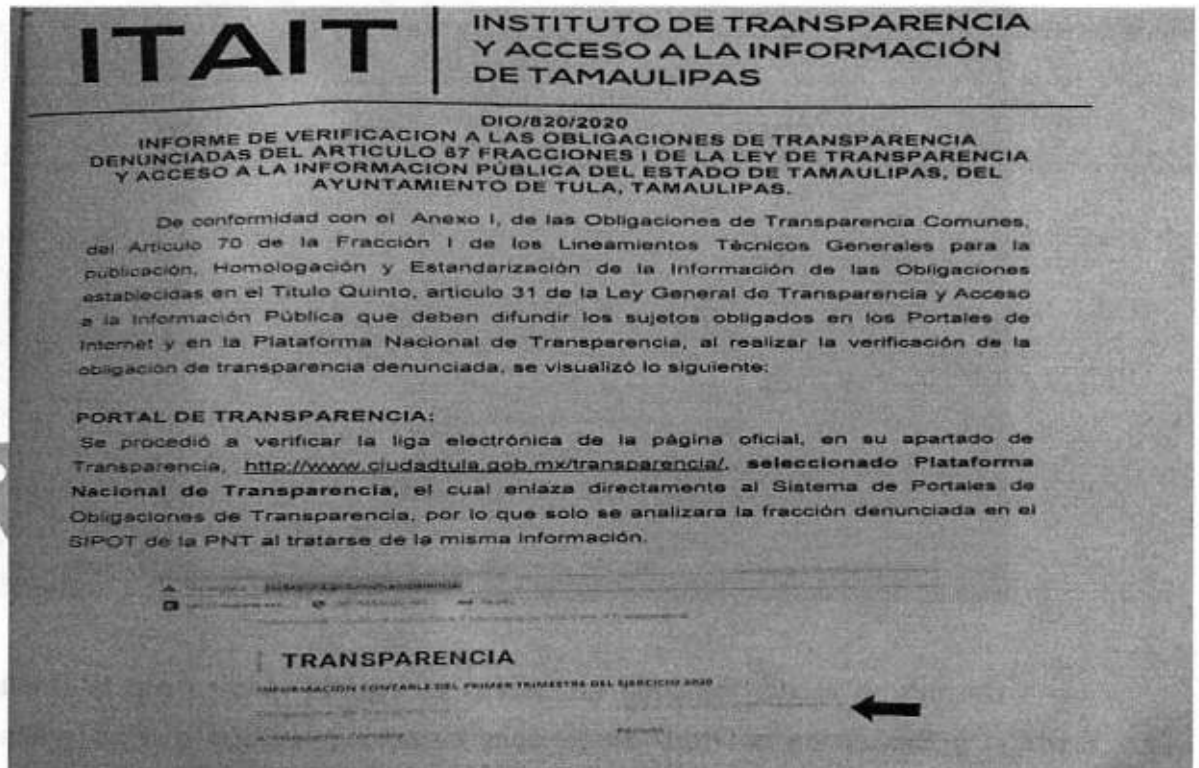 ITAIT
INSTITUTO DE TRANSPARENCIA
Y ACCESO A LA INFORMACIÓN
DE TAMAULIPAS
DIO/820/2020
INFORME DE VERIFICACION A LAS OBLIGACIONES DE TRANSPARENCIA
DENUNCIADAS DEL ARTICULO 67 FRACCIONES I DE LA LEY DE TRANSPARENCIA
Y ACCESO A LA INFORMACION PÚBLICA DEL ESTADO DE TAMAULIPAS, DEL
AYUNTAMIENTO DE TULA, TAMAULIPAS.
De conformidad con el Anexo I, de las Obligaciones de Transparencia Comunes,
del Articulo 70 de la Fracción I de los Lineamientos Técnicos Generales para la
publicación, Homologación y Estandarización de la Información de las Obligaciones
establecidas en el Titulo Quinto, articulo 31 de la Ley General de Transparencia y Acceso
a la Información Pública que deben difundir los sujetos obligados en los Portales de
Internet y en la Plataforma Nacional de Transparencia, al realizar la verificación de la
obligación de transparencia denunciada, se visualizó lo siguiente:
PORTAL DE TRANSPARENCIA:
Se procedió a verificar la liga electrónica de la página oficial, en su apartado de
Transparencia, http://www.ciudadtula.gob.mx/transparencia/, seleccionado Plataforma
Nacional de Transparencia, el cual enlaza directamente al Sistema de Portales de
Obligaciones de Transparencia, por lo que solo se analizara la fracción denunciada en el
SIPOT de la PNT al tratarse de la misma información.
TRANSPARENCIA
INFORMACION CONTABLE DEL PRIMER TRIMESTRE DEL EJERCICIO 2020